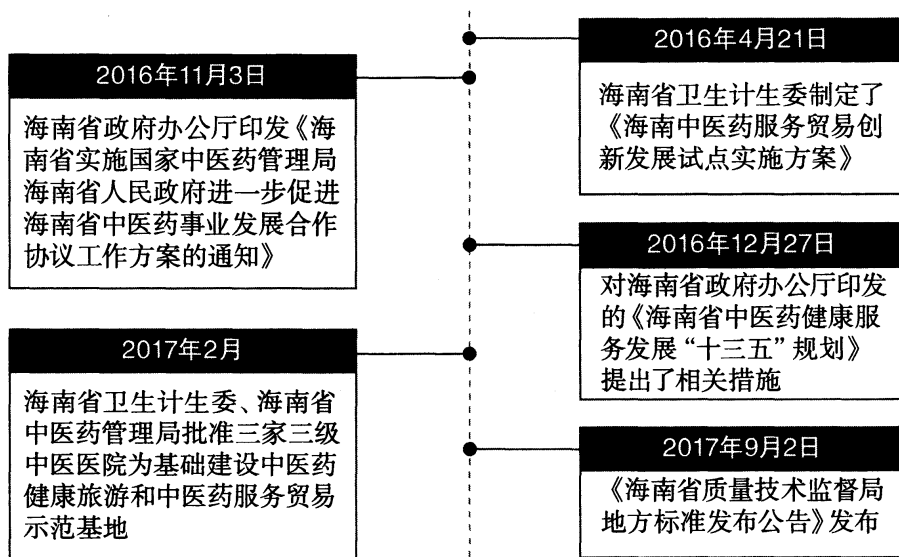 2016年4月21日
海南省卫生计生委制定了
《海南中医药服务贸易创
新发展试点实施方案》
2016年11月3日
海南省政府办公厅印发《海
南省实施国家中医药管理局
海南省人民政府进一步促进
海南省中医药事业发展合作
协议工作方案的通知》
2016年12月27日
对海南省政府办公厅印发
的《海南省中医药健康服
务发展“十三五”规划》
提出了相关措施
2017年2月
海南省卫生计生委、海南省
中医药管理局批准三家三级
中医医院为基础建设中医药
健康旅游和中医药服务贸易
示范基地
2017年9月2日
《海南省质量技术监督局
地方标准发布公告》发布